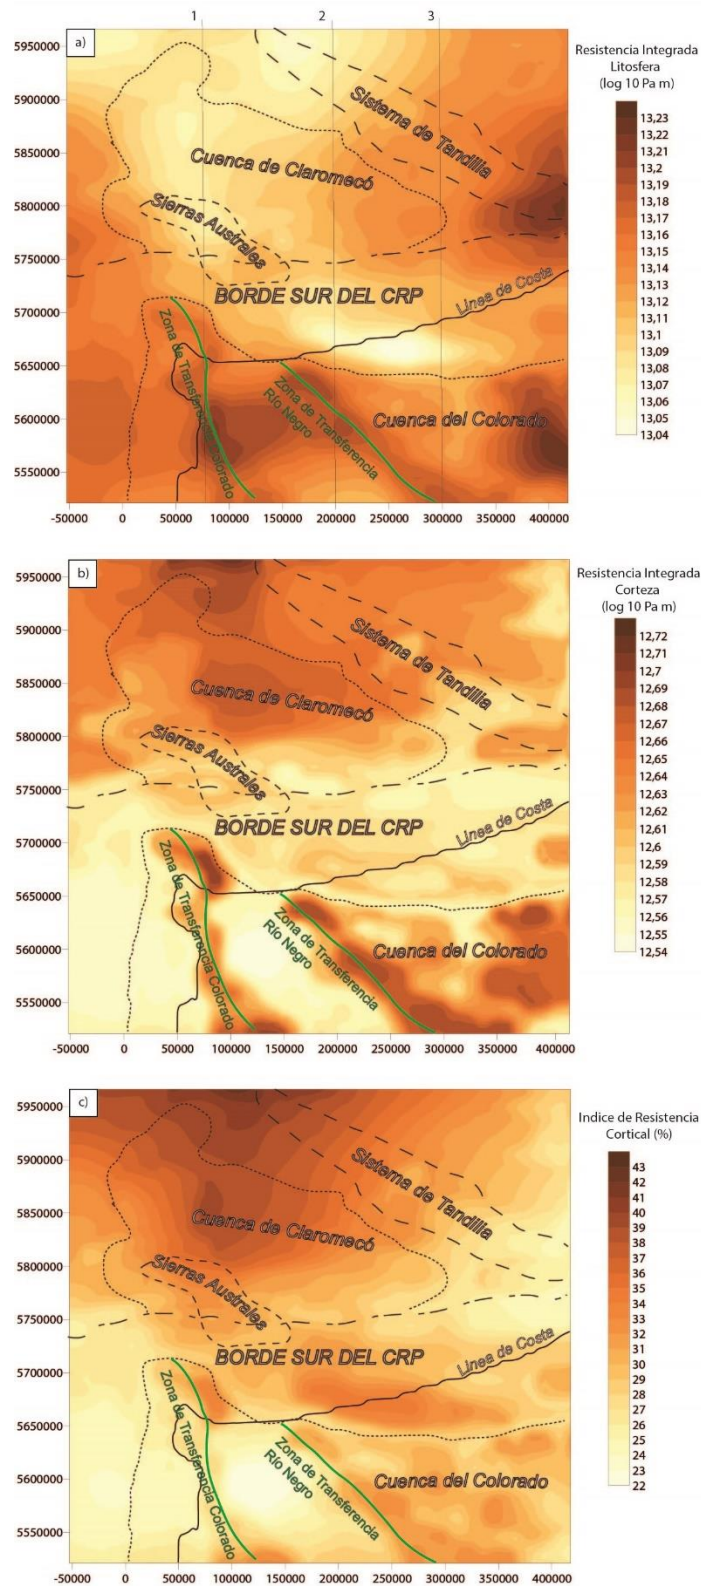 1 2 3
a)
5950000
5900000
5850000
5800000
5750000
5700000
5650000
5600000
5550000
-50000 0 50000 100000 150000 200000 250000 300000 350000 400000
Sistema de Tandilia
Cuenca de Claromecó
Sierras Australes
BORDE SUR DEL CRP
Línea de Costa
Zona de Transferencia Colorado
Zona de Transferencia
Río Negro
Cuenca del Colorado
Resistencia Integrada
Litosfera
(log 10 Pa m)
13,23
13,22
13,21
13,2
13,19
13,18
13,17
13,16
13,15
13,14
13,13
13,12
13,11
13,1
13,09
13,08
13,07
13,06
13,05
13,04
b)
5950000
5900000
5850000
5800000
5750000
5700000
5650000
5600000
5550000
-50000 0 50000 100000 150000 200000 250000 300000 350000 400000
Sistema de Tandilia
Cuenca de Claromecó
Sierras Australes
BORDE SUR DEL CRP
Línea de Costa
Zona de Transferencia Colorado
Zona de Transferencia
Río Negro
Cuenca del Colorado
Resistencia Integrada
Corteza
(log 10 Pa m)
12,72
12,7
12,69
12,68
12,66
12,65
12,64
12,62
12,61
12,6
12,59
12,58
12,56
12,55
12,54
c)
5950000
5900000
5850000
5800000
5750000
5700000
5650000
5600000
5550000
-50000 0 50000 100000 150000 200000 250000 300000 350000 400000
Sistema de Tandilia
Cuenca de Claromecó
Sierras Australes
BORDE SUR DEL CRP
Línea de Costa
Zona de Transferencia Colorado
Zona de Transferencia
Río Negro
Cuenca del Colorado
Indice de Resistencia
Cortical (%)
43
42
41
40
39
38
37
36
35
34
33
32
31
30
29
28
27
26
25
24
23
22